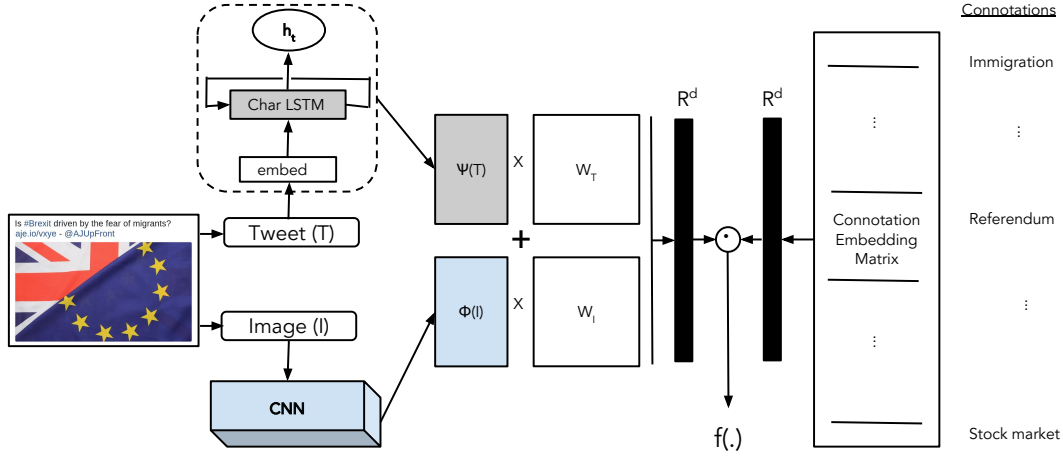 Connotations
h_t
Char LSTM
embed
Is #Brexit driven by the fear of migrants?
aje.io/vxye - @AJUpFront
Tweet (T)
Image (I)
CNN
Ψ(T)
X
W_T
+
Φ(I)
X
W_I
R^d
R^d
f(.)
Connotation
Embedding
Matrix
Immigration
...
Referendum
...
Stock market
...
...